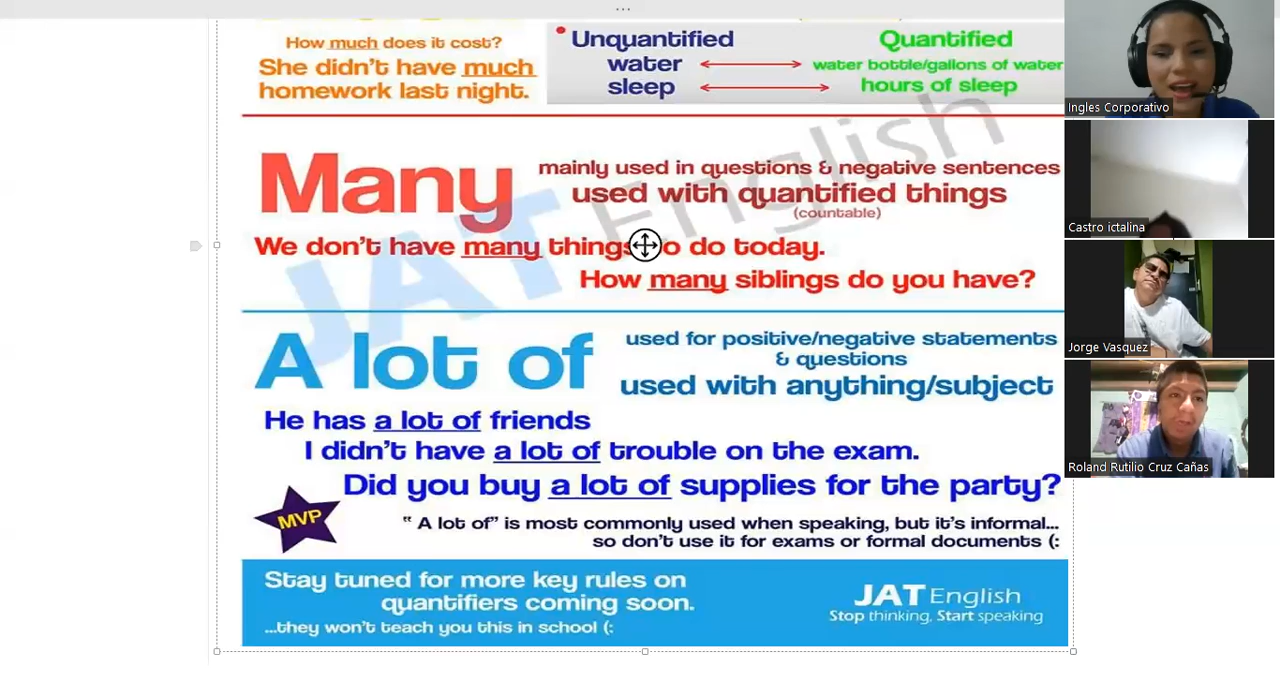 How much does it cost?
She didn't have much
homework last night.
Unquantified
Quantified
water
water bottle/gallons of water
sleep
hours of sleep
JAT English
Many
mainly used in questions & negative sentences
used with quantified things
(countable)
We don't have many things o do today.
How many siblings do you have?
A lot of
used for positive/negative statements
& questions
used with anything/subject
He has a lot of friends
I didn't have a lot of trouble on the exam.
Did you buy a lot of supplies for the party?
MVP
" A lot of" is most commonly used when speaking, but it's informal...
so don't use it for exams or formal documents (:
Stay tuned for more key rules on
quantifiers coming soon.
...they won't teach you this in school (:
JAT English
Stop thinking, Start speaking
Ingles Corporativo
Castro ictalina
Jorge Vasquez
Roland Rutilio Cruz Cañas